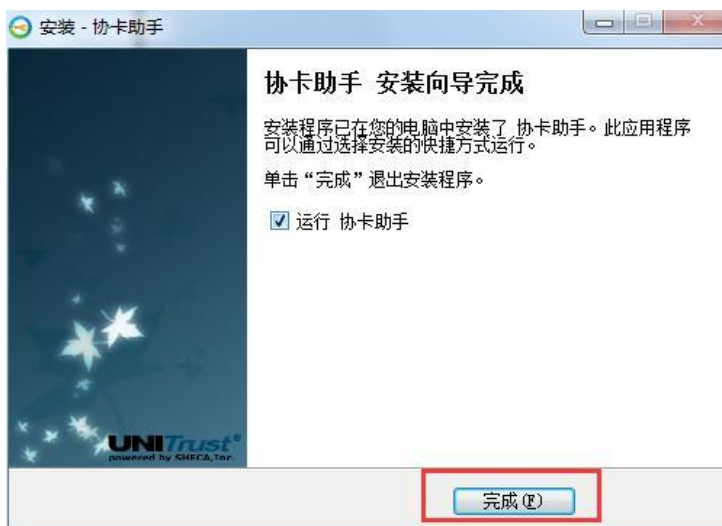 安装 - 协卡助手
协卡助手 安装向导完成
安装程序已在您的电脑中安装了 协卡助手。此应用程序
可以通过选择安装的快捷方式运行。
单击“完成”退出安装程序。
运行 协卡助手
UNITrust®
powered by SHECA,Inc.
完成(F)